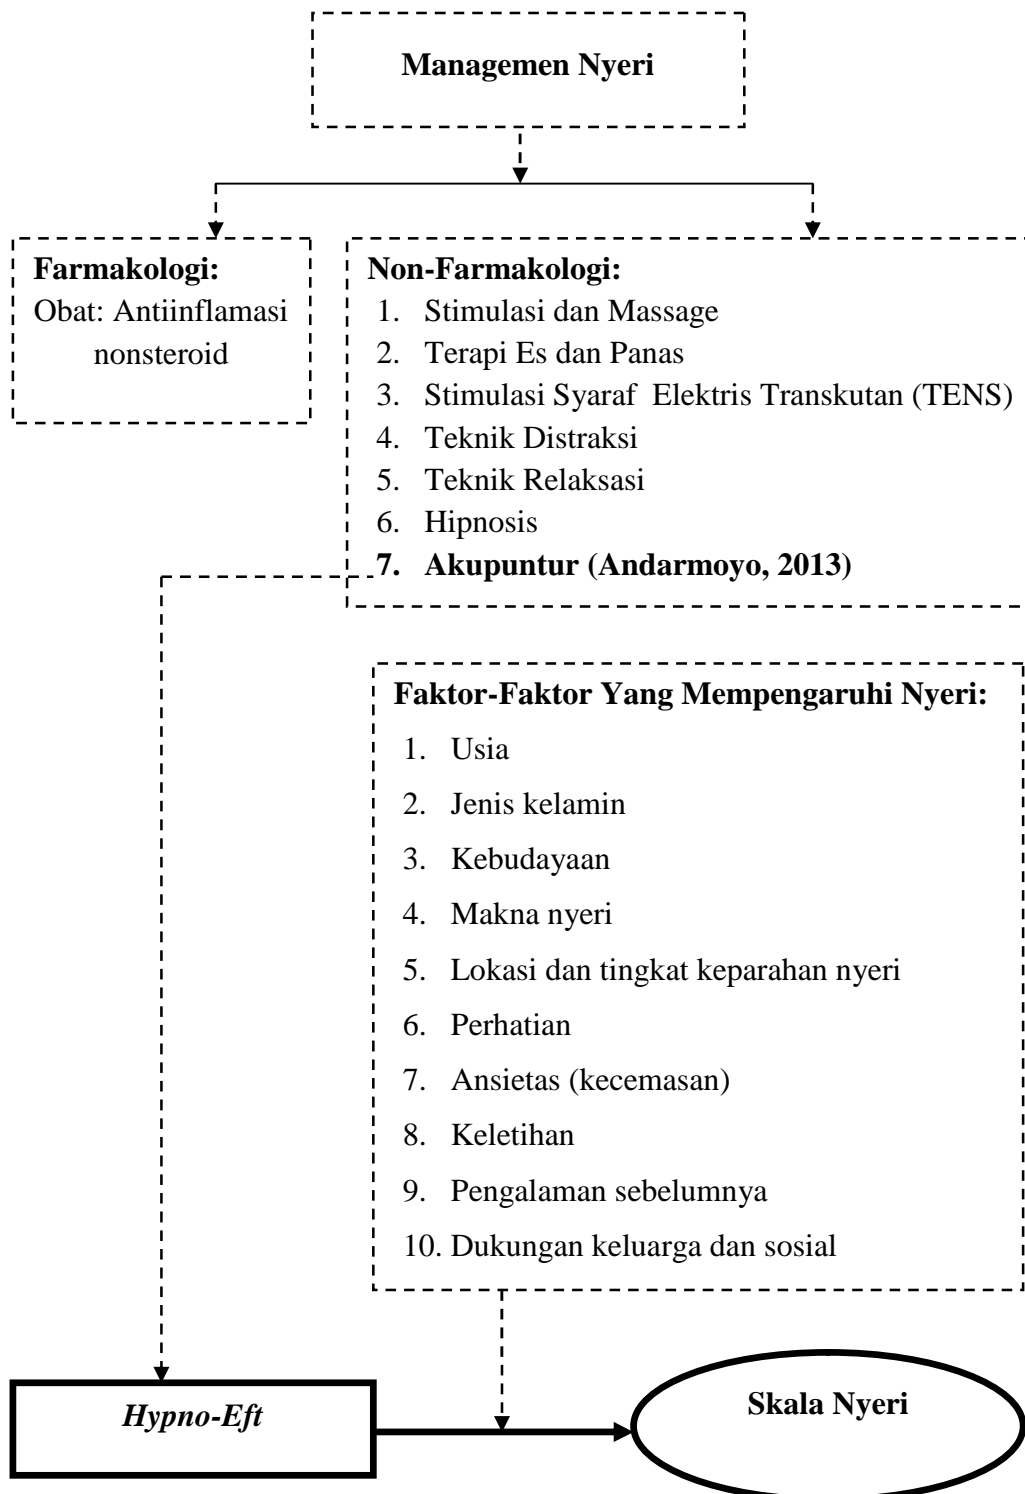 Managemen Nyeri
Farmakologi:
Obat: Antiinflamasi
nonsteroid
Non-Farmakologi:
1. Stimulasi dan Massage
2. Terapi Es dan Panas
3. Stimulasi Syaraf Elektris Transkutan (TENS)
4. Teknik Distraksi
5. Teknik Relaksasi
6. Hipnosis
7. Akupuntur (Andarmoyo, 2013)
Faktor-Faktor Yang Mempengaruhi Nyeri:
1. Usia
2. Jenis kelamin
3. Kebudayaan
4. Makna nyeri
5. Lokasi dan tingkat keparahan nyeri
6. Perhatian
7. Ansietas (kecemasan)
8. Keletihan
9. Pengalaman sebelumnya
10. Dukungan keluarga dan sosial
Hypno-Eft
Skala Nyeri